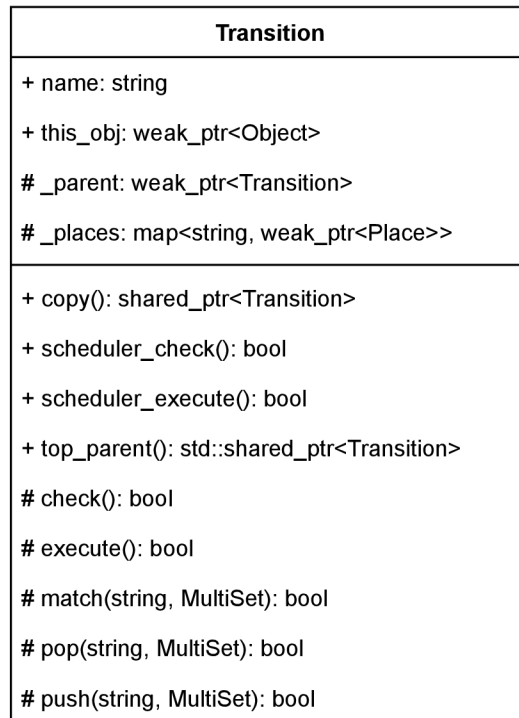 Transition
+ name: string
+ this_obj: weak_ptr<Object>
# _parent: weak_ptr<Transition>
# _places: map<string, weak_ptr<Place>>
+ copy(): shared_ptr<Transition>
+ scheduler_check(): bool
+ scheduler_execute(): bool
+ top_parent(): std::shared_ptr<Transition>
# check(): bool
# execute(): bool
# match(string, MultiSet): bool
# pop(string, MultiSet): bool
# push(string, MultiSet): bool